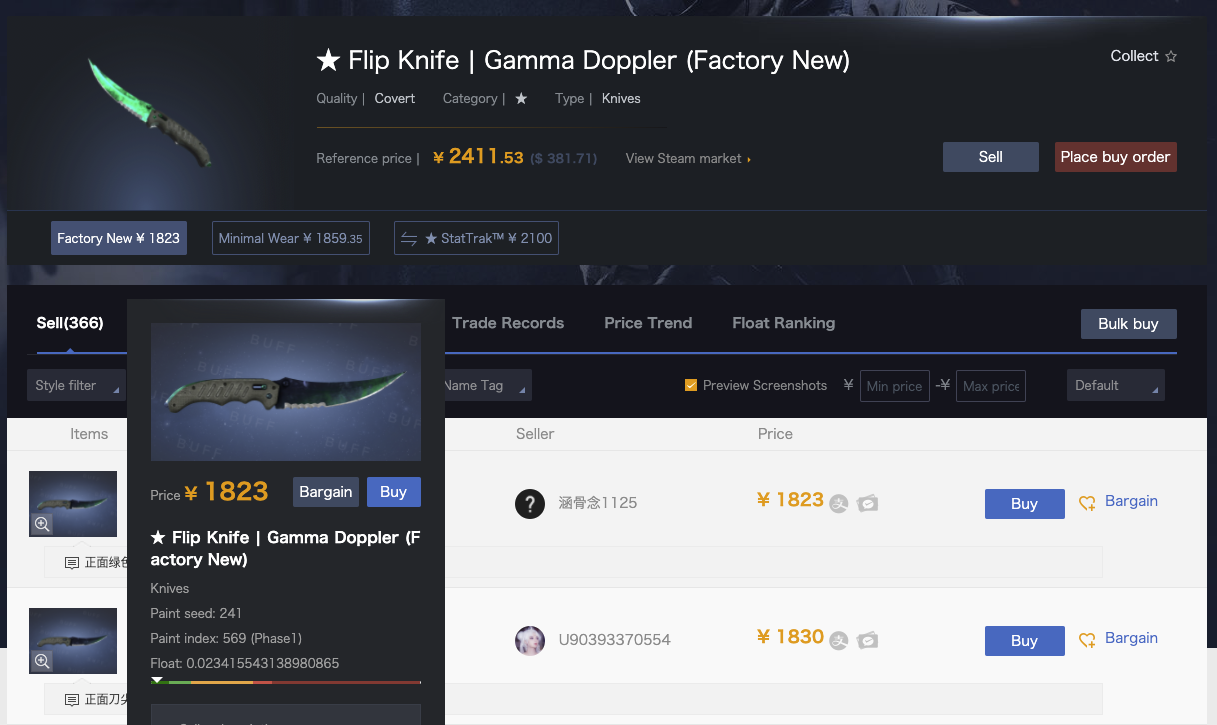 ★ Flip Knife | Gamma Doppler (Factory New)
Collect ☆
Quality | Covert Category | ★ Type | Knives
Reference price | ¥ 2411.53 ($ 381.71) View Steam market
Sell
Place buy order
Factory New ¥ 1823
Minimal Wear ¥ 1859.35
★ StatTrak™ ¥ 2100
Sell(366)
Trade Records
Price Trend
Float Ranking
Bulk buy
Style filter
Name Tag
Preview Screenshots
¥ Min price -¥ Max price
Default
Items
Seller
Price
BUFF
BUFF
BUFF
BUFF
Price ¥ 1823
Bargain
Buy
★ Flip Knife | Gamma Doppler (F
actory New)
Knives
Paint seed: 241
Paint index: 569 (Phase1)
Float: 0.023415543138980865
?
涵骨念1125
¥ 1823
Buy
Bargain
正面绿
U90393370554
¥ 1830
Buy
Bargain
正面刀